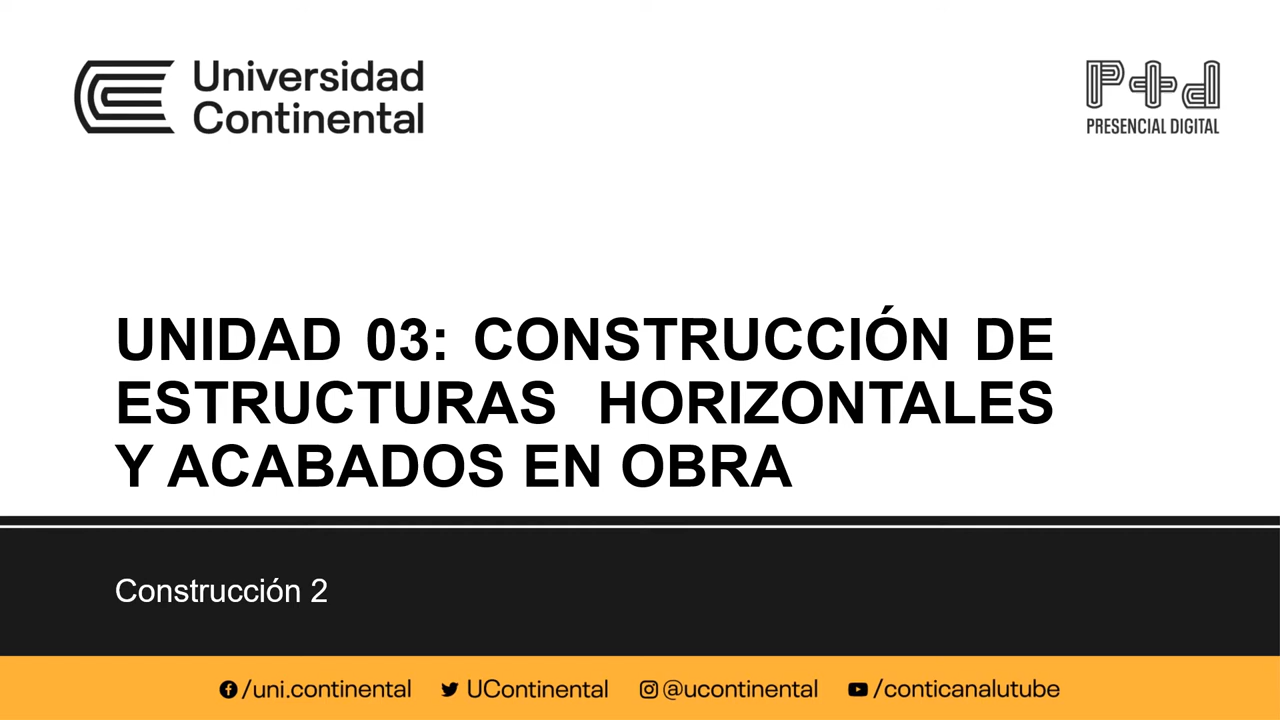 Universidad
Continental
P+d
PRESENCIAL DIGITAL
UNIDAD 03: CONSTRUCCIÓN DE
ESTRUCTURAS HORIZONTALES
Y ACABADOS EN OBRA
Construcción 2
/uni.continental UContinental @ucontinental /conticanalutube